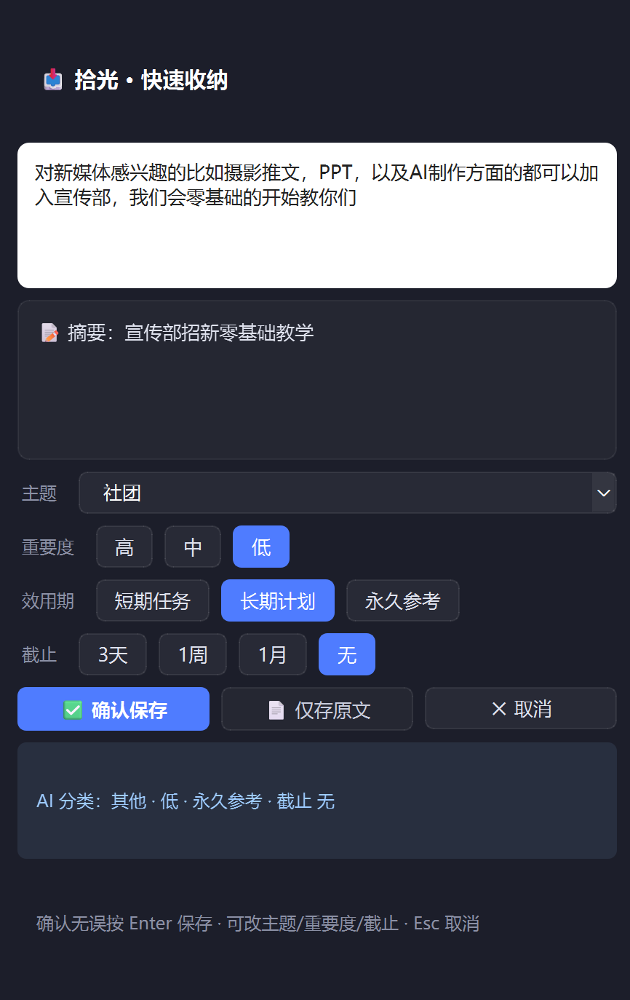 拾光 · 快速收纳
对新媒体感兴趣的比如摄影推文，PPT，以及AI制作方面的都可以加
入宣传部，我们会零基础的开始教你们
摘要：宣传部招新零基础教学
主题 社团
重要度 高 中 低
效用期 短期任务 长期计划 永久参考
截止 3天 1周 1月 无
确认保存 仅存原文 ✕ 取消
AI 分类：其他 · 低 · 永久参考 · 截止 无
确认无误按 Enter 保存 · 可改主题/重要度/截止 · Esc 取消